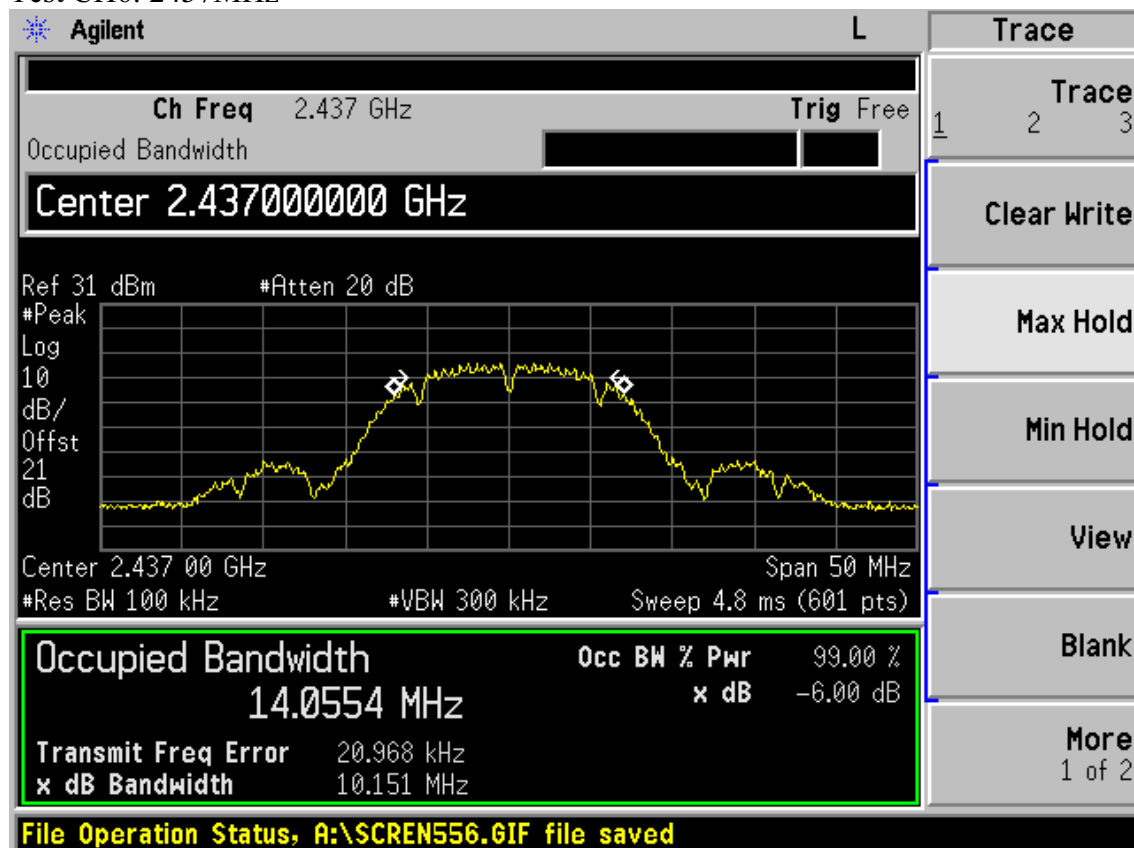 Agilent
L
Trace
Ch Freq 2.437 GHz
Trig Free
Occupied Bandwidth
Trace
1 2 3
Center 2.437000000 GHz
Clear Write
Ref 31 dBm #Atten 20 dB
#Peak
Log
10
dB/
Offst
21
dB
Max Hold
Min Hold
View
Center 2.437 00 GHz Span 50 MHz
#Res BW 100 kHz #VBW 300 kHz Sweep 4.8 ms (601 pts)
Occupied Bandwidth
14.0554 MHz
Occ BW % Pwr 99.00 %
x dB -6.00 dB
Transmit Freq Error 20.968 kHz
x dB Bandwidth 10.151 MHz
Blank
More
1 of 2
File Operation Status, A:\SCREN556.GIF file saved